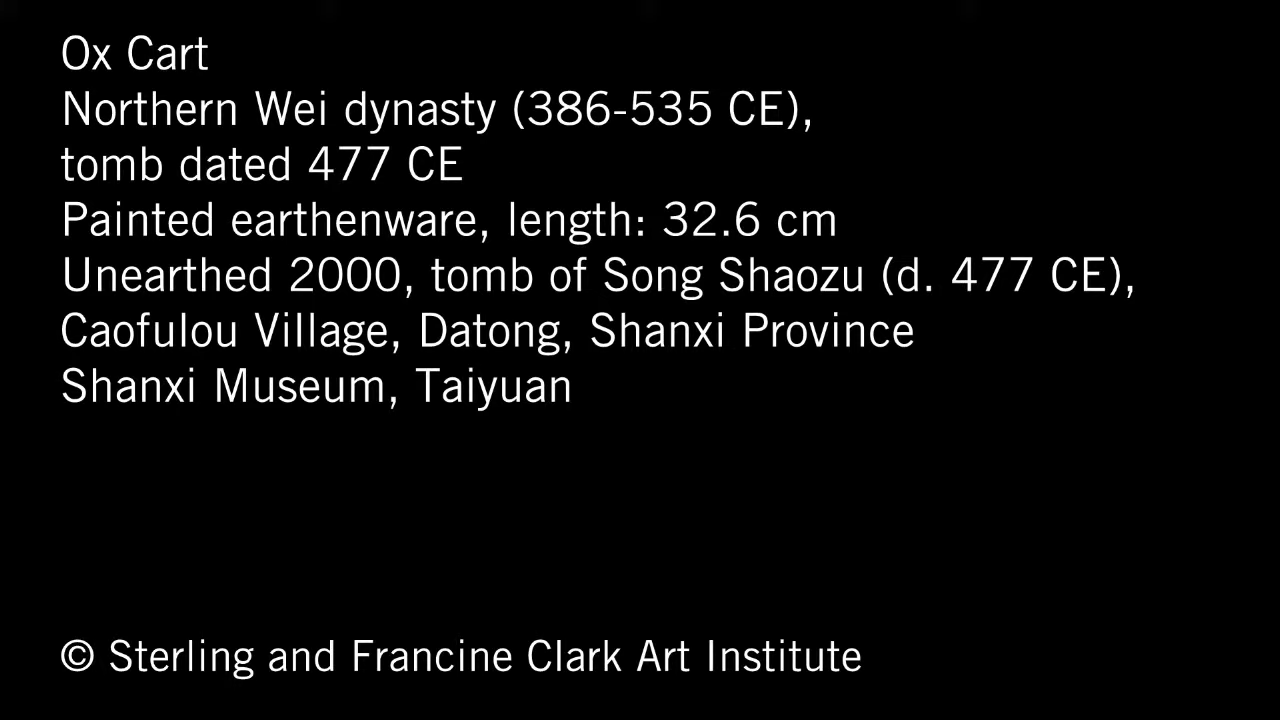 Ox Cart
Northern Wei dynasty (386-535 CE),
tomb dated 477 CE
Painted earthenware, length: 32.6 cm
Unearthed 2000, tomb of Song Shaozu (d. 477 CE),
Caofulou Village, Datong, Shanxi Province
Shanxi Museum, Taiyuan
© Sterling and Francine Clark Art Institute